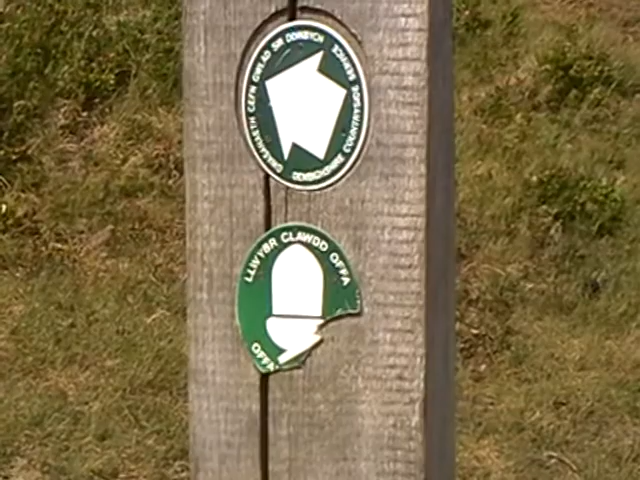 GWASANAETH CEFN GWLAD SIR DDINBYCH
DENBIGHSHIRE COUNTRYSIDE SERVICE
LLWYBR CLAWDD OFFA
OFFA'